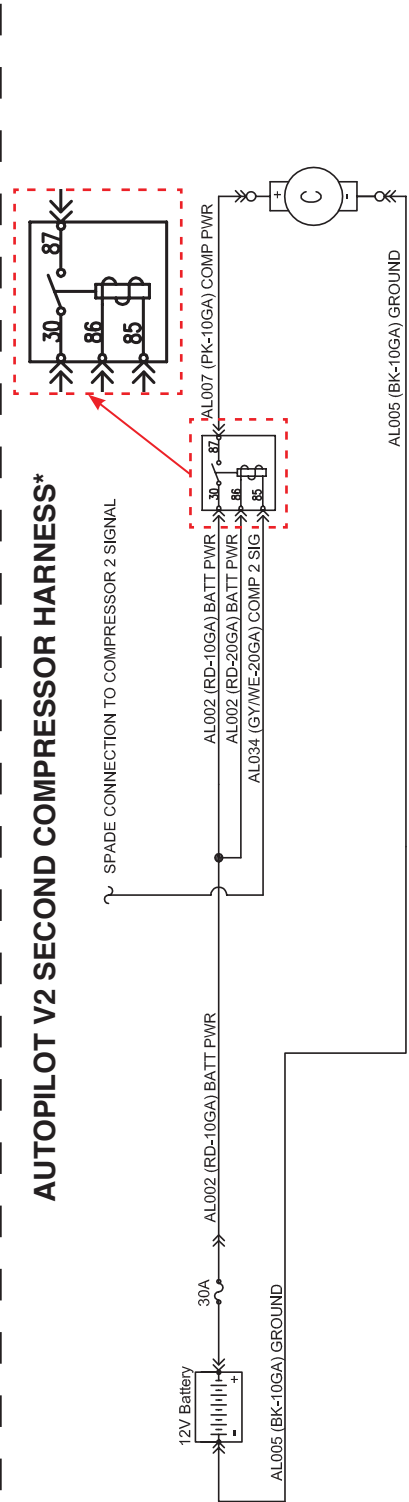 AUTOPILOT V2 SECOND COMPRESSOR HARNESS*
30
87
86
85
SPADE CONNECTION TO COMPRESSOR 2 SIGNAL
12V Battery
-
+
30A
AL002 (RD-10GA) BATT PWR
AL002 (RD-10GA) BATT PWR
AL002 (RD-20GA) BATT PWR
AL034 (GY/WE-20GA) COMP 2 SIG
30
87
86
85
AL007 (PK-10GA) COMP PWR
+
C
-
AL005 (BK-10GA) GROUND
AL005 (BK-10GA) GROUND